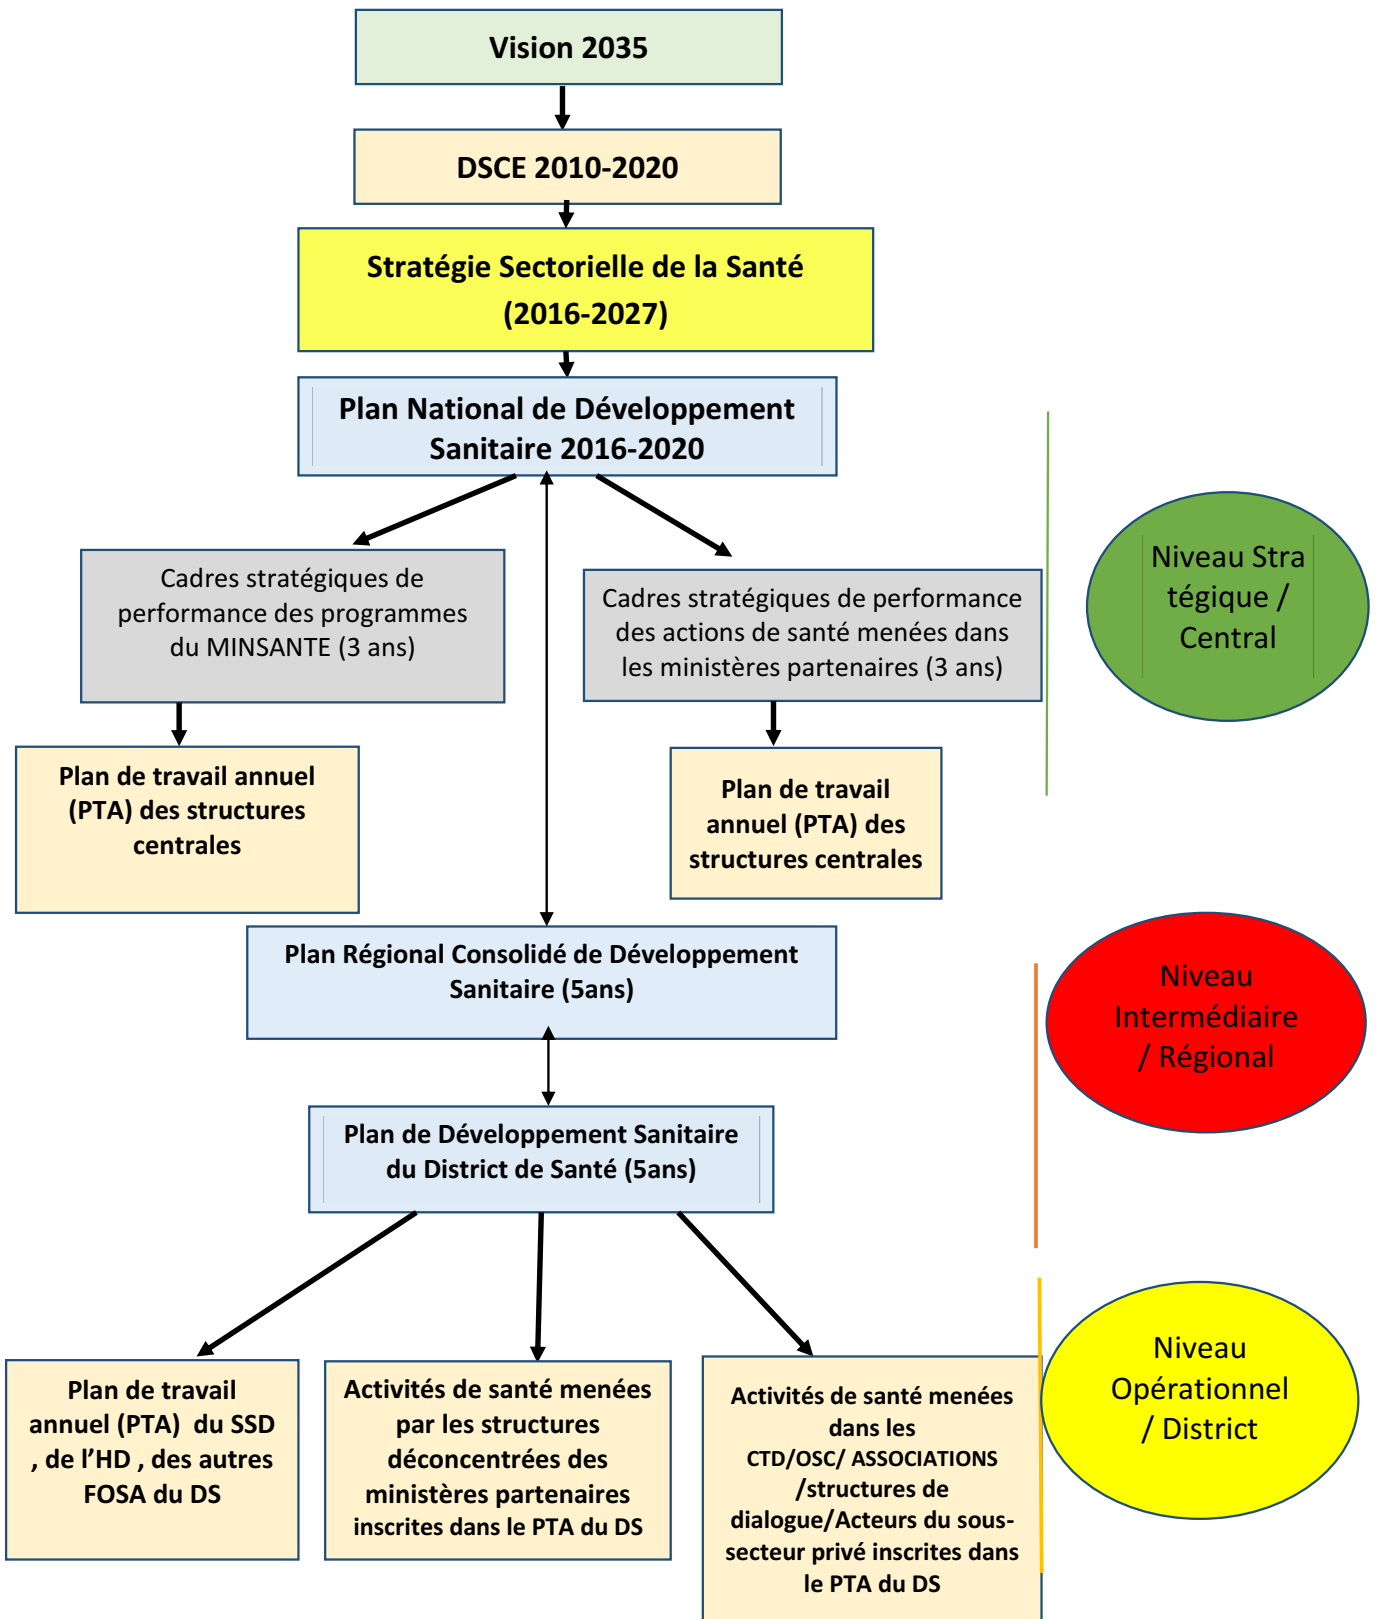 Vision 2035
DSCE 2010-2020
Stratégie Sectorielle de la Santé
(2016-2027)
Plan National de Développement
Sanitaire 2016-2020
Cadres stratégiques de
performance des programmes
du MINSANTE (3 ans)
Cadres stratégiques de performance
des actions de santé menées dans
les ministères partenaires (3 ans)
Niveau Stra
tégique /
Central
Plan de travail annuel
(PTA) des structures
centrales
Plan de travail
annuel (PTA) des
structures centrales
Plan Régional Consolidé de Développement
Sanitaire (5ans)
Niveau
Intermédiaire
/ Régional
Plan de Développement Sanitaire
du District de Santé (5ans)
Plan de travail
annuel (PTA) du SSD
, de l’HD , des autres
FOSA du DS
Activités de santé menées
par les structures
déconcentrées des
ministères partenaires
inscrites dans le PTA du DS
Activités de santé menées
dans les
CTD/OSC/ ASSOCIATIONS
/structures de
dialogue/Acteurs du sous-
secteur privé inscrites dans
le PTA du DS
Niveau
Opérationnel
/ District